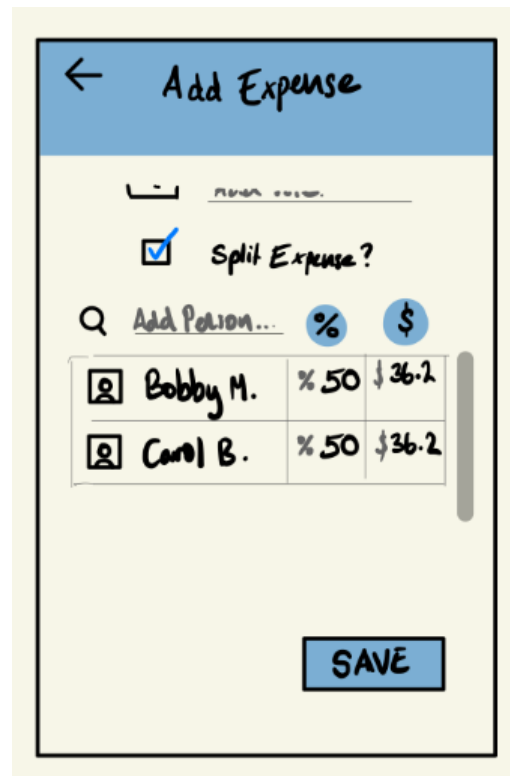 Add Expense
Split Expense?
Add Person... % $
Bobby M. % 50 $ 36.2
Carol B. % 50 $ 36.2
SAVE